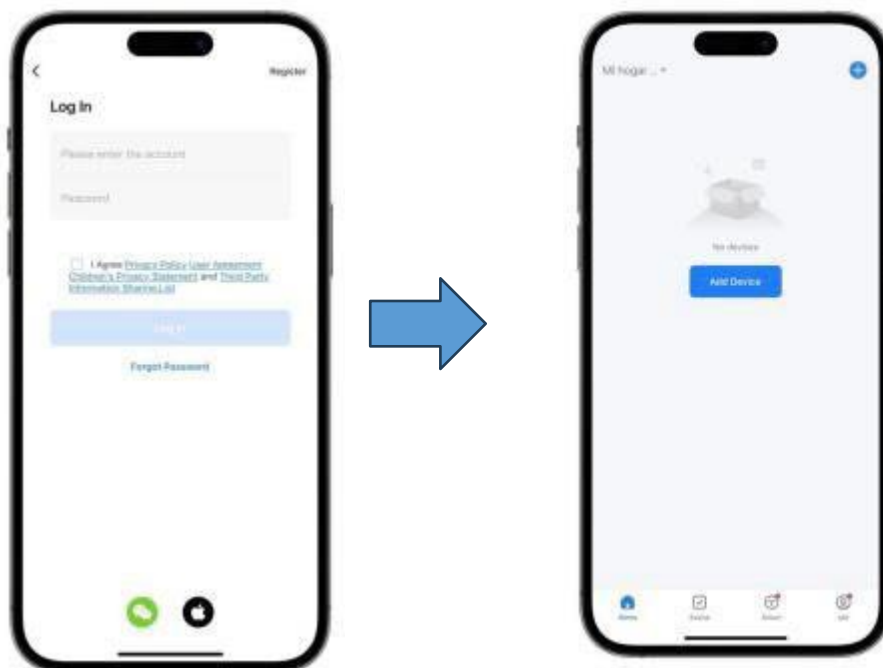 Register
Log In
Please enter the account
Password
I Agree Privacy Policy User Agreement
Children's Privacy Statement and Third Party
Information Sharing List
Log In
Forgot Password
Mi hogar ...
No devices
Add Device
Home